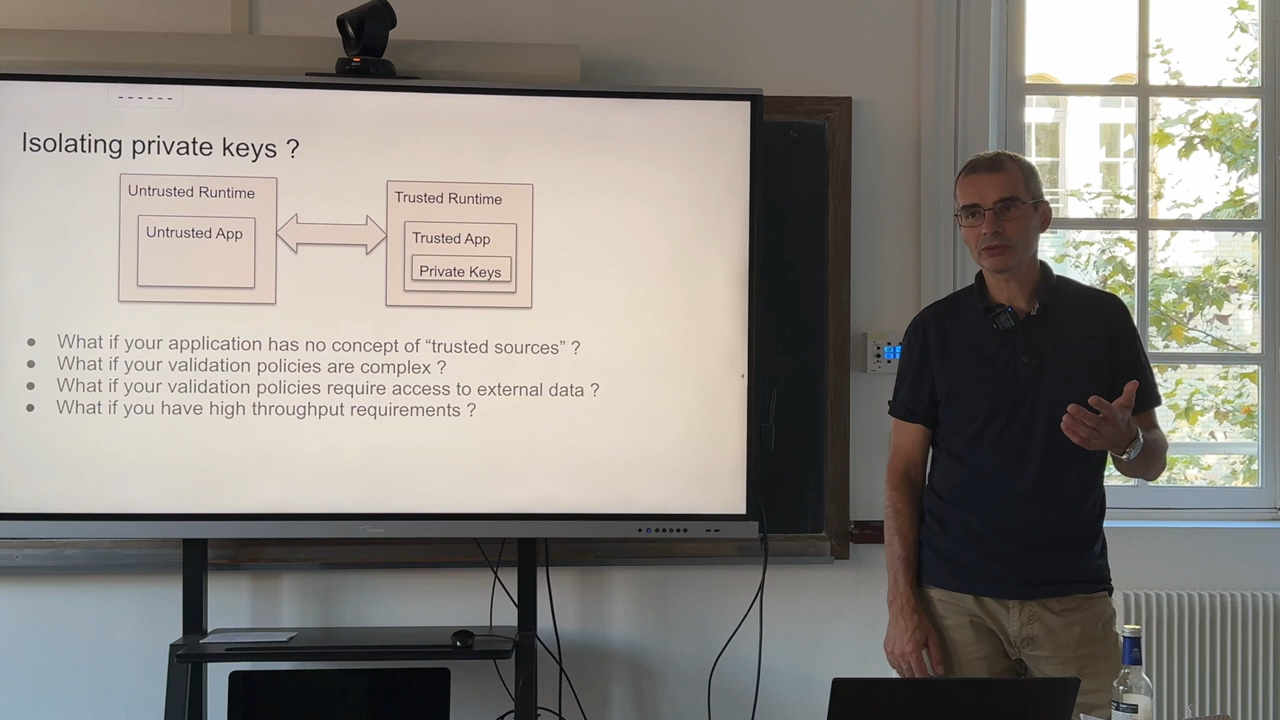 Isolating private keys ?
Untrusted Runtime
Untrusted App
Trusted Runtime
Trusted App
Private Keys
● What if your application has no concept of “trusted sources” ?
● What if your validation policies are complex ?
● What if your validation policies require access to external data ?
● What if you have high throughput requirements ?